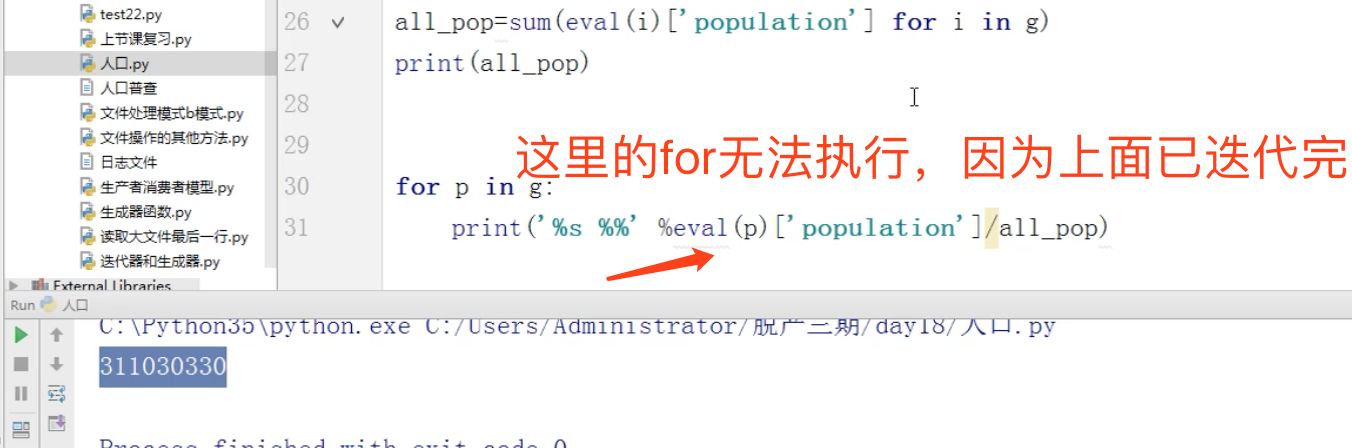 test22.py
上节课复习.py
人口.py
人口普查
文件处理模式b模式.py
文件操作的其他方法.py
日志文件
生产者消费者模型.py
生成器函数.py
读取大文件最后一行.py
迭代器和生成器.py
External Libraries
26 all_pop=sum(eval(i)['population'] for i in g)
27 print(all_pop)
28
29
这里的for无法执行，因为上面已迭代完
30 for p in g:
31 print('%s %%' %eval(p)['population']/all_pop)
Run 人口
C:\Python35\python.exe C:/Users/Administrator/脱产三期/day18/人口.py
311030330
Process finished with exit code 0